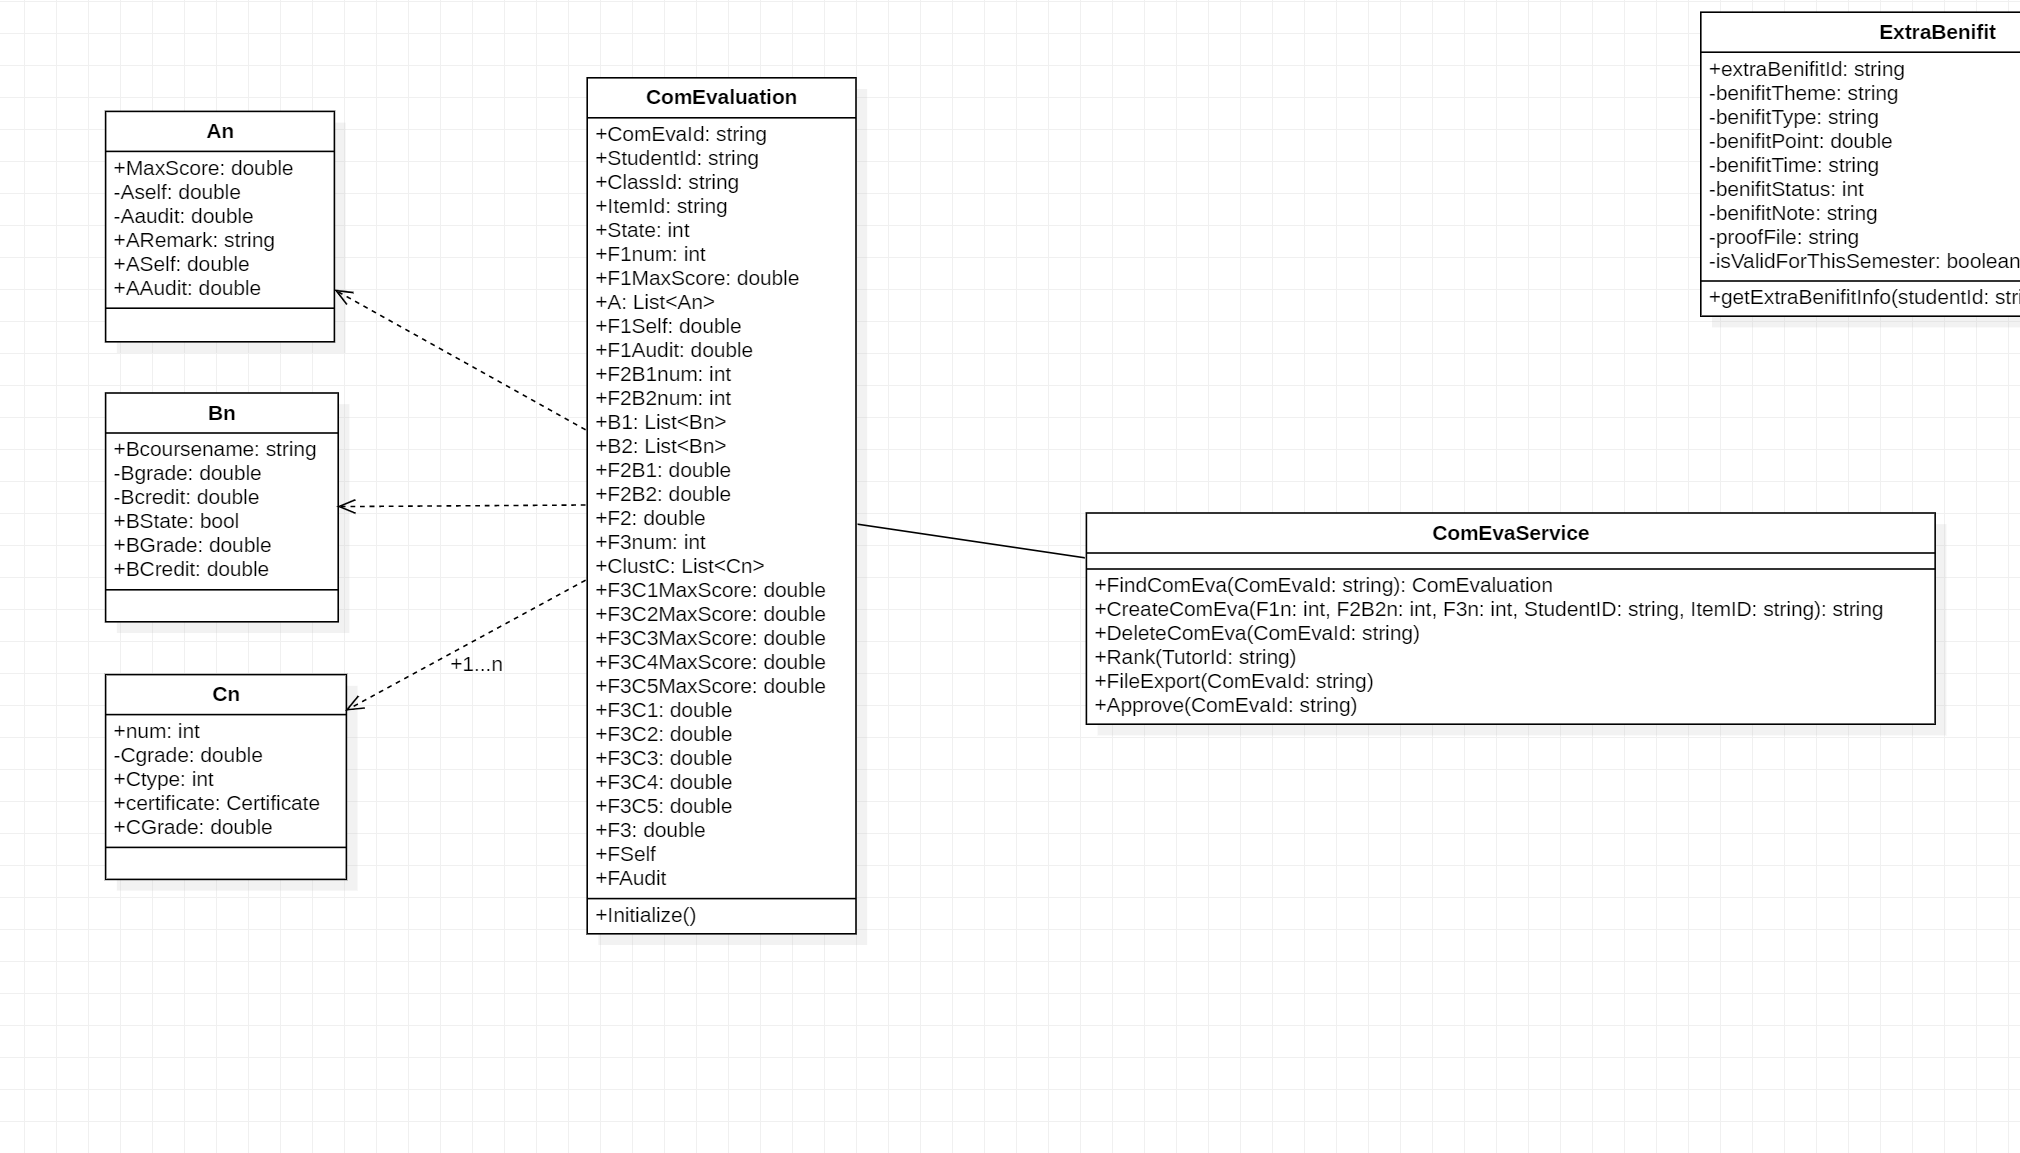 An
+MaxScore: double
-Aself: double
-Aaudit: double
+ARemark: string
+ASelf: double
+AAudit: double
Bn
+Bcoursename: string
-Bgrade: double
-Bcredit: double
+BState: bool
+BGrade: double
+BCredit: double
Cn
+num: int
-Cgrade: double
+Ctype: int
+certificate: Certificate
+CGrade: double
+1...n
ComEvaluation
+ComEvaId: string
+StudentId: string
+ClassId: string
+ItemId: string
+State: int
+F1num: int
+F1MaxScore: double
+A: List<An>
+F1Self: double
+F1Audit: double
+F2B1num: int
+F2B2num: int
+B1: List<Bn>
+B2: List<Bn>
+F2B1: double
+F2B2: double
+F2: double
+F3num: int
+ClustC: List<Cn>
+F3C1MaxScore: double
+F3C2MaxScore: double
+F3C3MaxScore: double
+F3C4MaxScore: double
+F3C5MaxScore: double
+F3C1: double
+F3C2: double
+F3C3: double
+F3C4: double
+F3C5: double
+F3: double
+FSelf
+FAudit
+Initialize()
ComEvaService
+FindComEva(ComEvaId: string): ComEvaluation
+CreateComEva(F1n: int, F2B2n: int, F3n: int, StudentID: string, ItemID: string): string
+DeleteComEva(ComEvaId: string)
+Rank(TutorId: string)
+FileExport(ComEvaId: string)
+Approve(ComEvaId: string)
ExtraBenifit
+extraBenifitId: string
-benifitTheme: string
-benifitType: string
-benifitPoint: double
-benifitTime: string
-benifitStatus: int
-benifitNote: string
-proofFile: string
-isValidForThisSemester: boolean
+getExtraBenifitInfo(studentId: